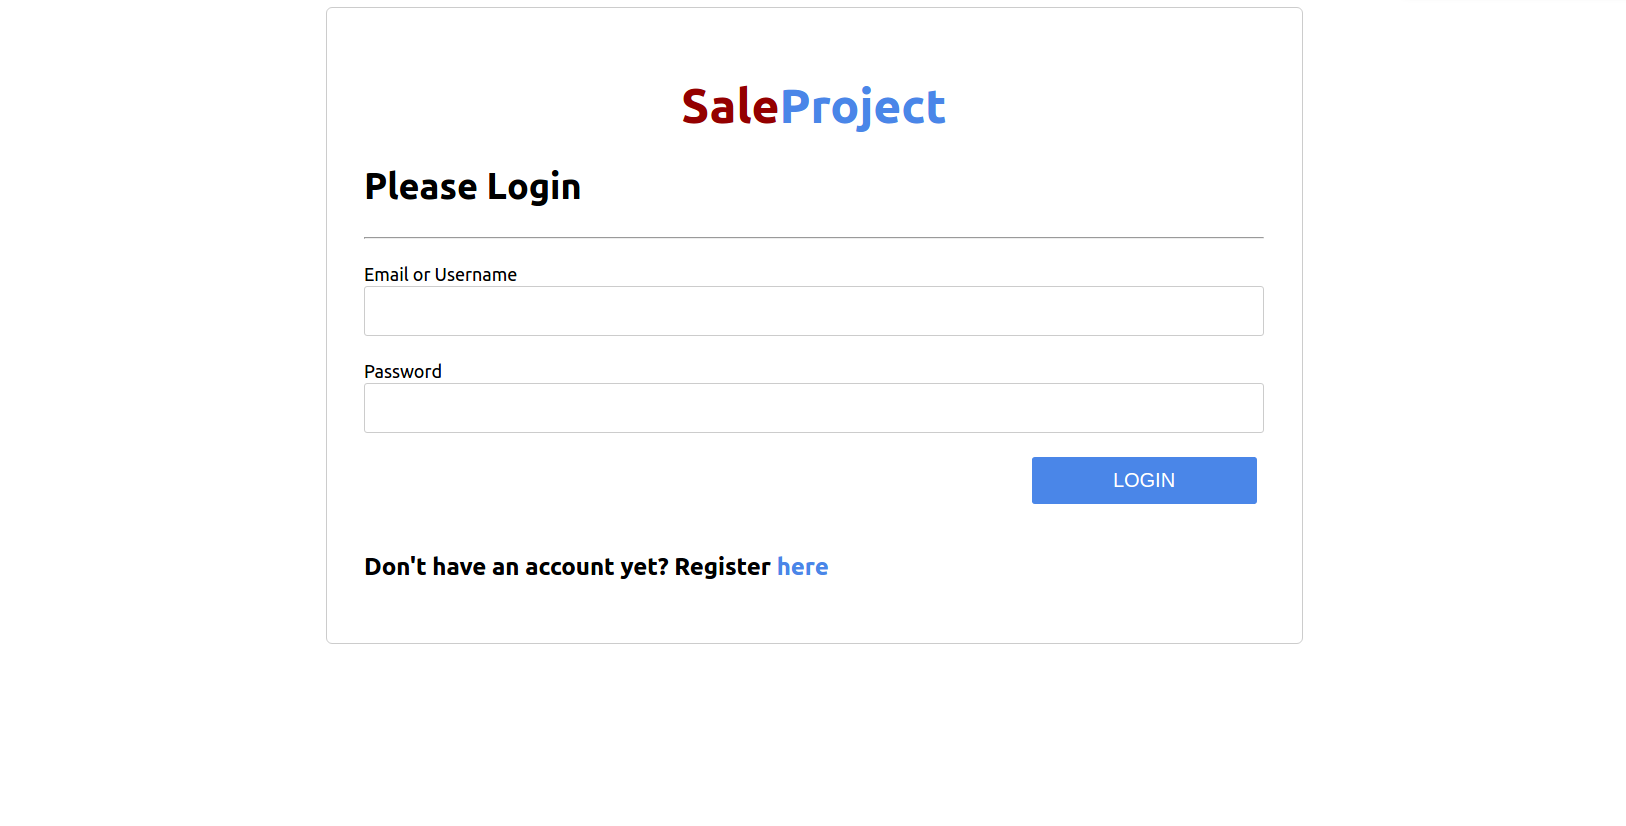 SaleProject
Please Login
Email or Username
Password
LOGIN
Don't have an account yet? Register here